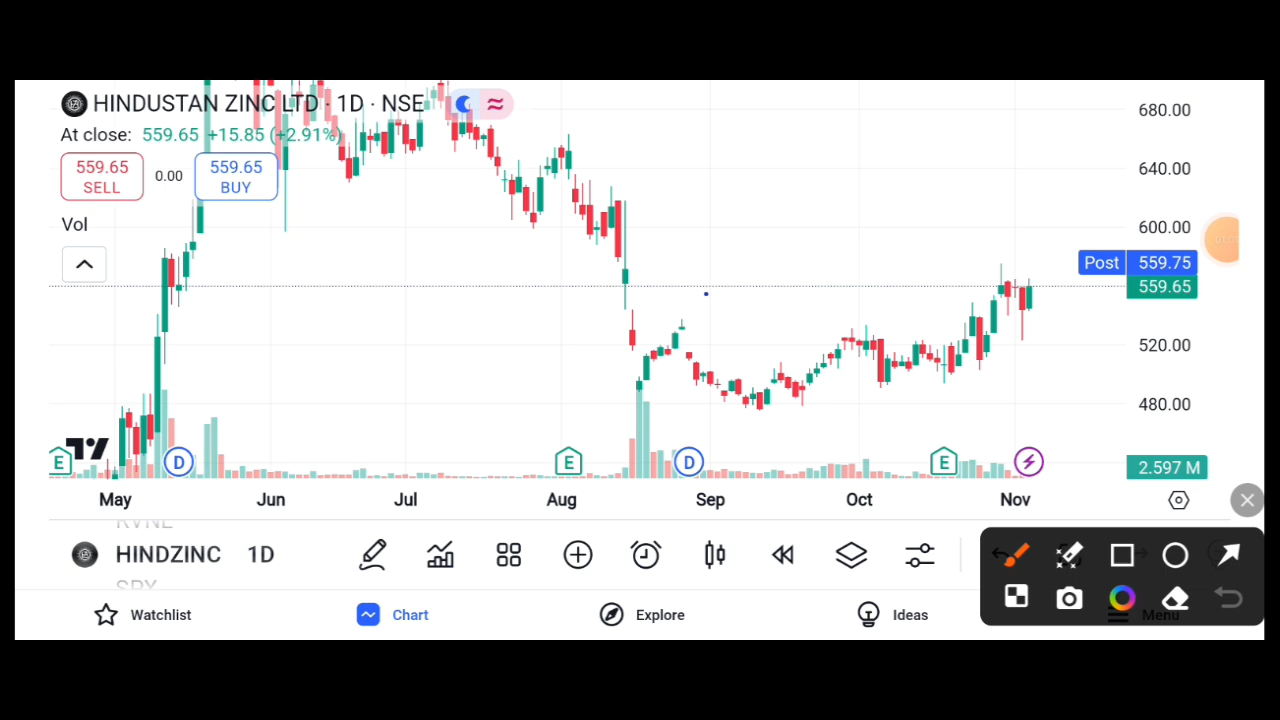 HINDUSTAN ZINC LTD · 1D · NSE
At close: 559.65 +15.85 (+2.91%)
559.65 SELL
0.00
559.65 BUY
Vol
680.00
640.00
600.00
Post 559.75
559.65
520.00
480.00
2.597 M
E
D
E
D
E
May Jun Jul Aug Sep Oct Nov
RVNL
HINDZINC 1D
SPX
Watchlist Chart Explore Ideas Menu